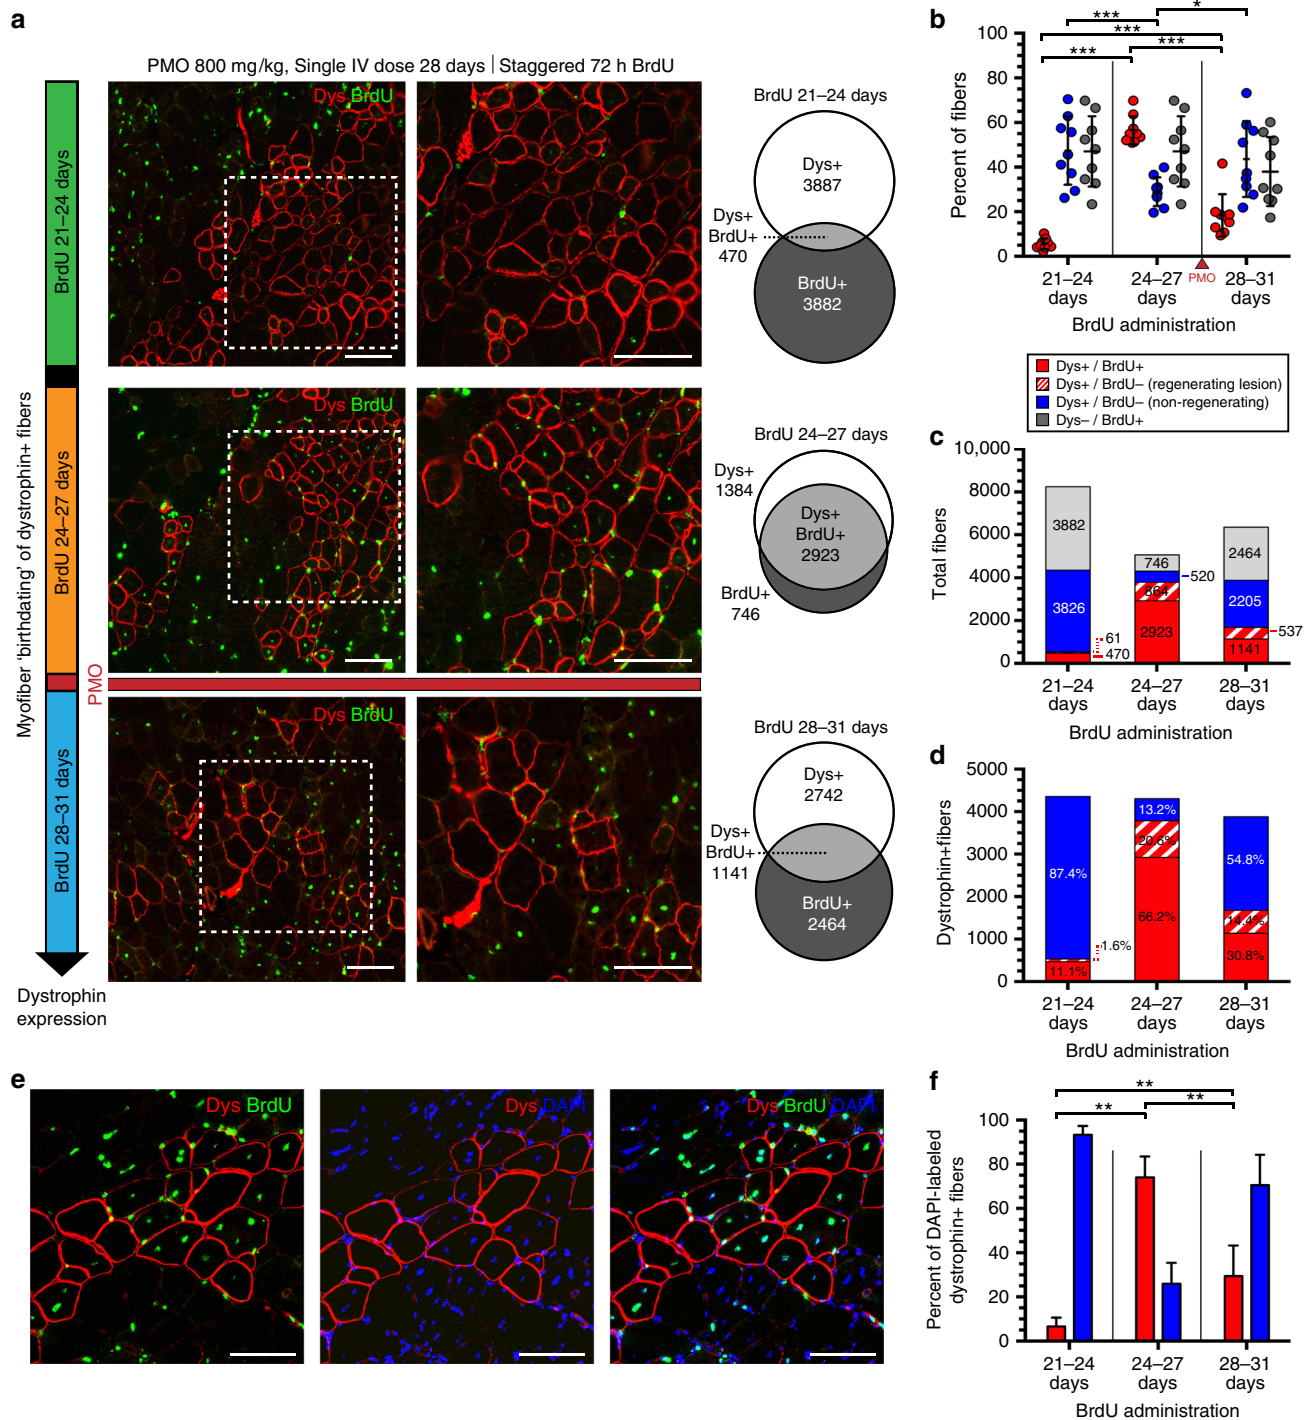 a
PMO 800 mg/kg, Single IV dose 28 days | Staggered 72 h BrdU
Myofiber 'birthdating' of dystrophin+ fibers
BrdU 21–24 days
BrdU 24–27 days
PMO
BrdU 28–31 days
Dystrophin
expression
Dys BrdU
Dys BrdU
Dys BrdU
BrdU 21–24 days
Dys+
3887
Dys+
BrdU+
470
BrdU+
3882
BrdU 24–27 days
Dys+
1384
Dys+
BrdU+
2923
BrdU+
746
BrdU 28–31 days
Dys+
2742
Dys+
BrdU+
1141
BrdU+
2464
b
*
***
***
***
***
Percent of fibers
100
80
60
40
20
0
PMO
21–24 days
24–27 days
28–31 days
BrdU administration
Dys+ / BrdU+
Dys+ / BrdU– (regenerating lesion)
Dys+ / BrdU– (non-regenerating)
Dys– / BrdU+
c
Total fibers
10,000
8000
6000
4000
2000
0
3882
3826
61
470
746
520
864
2923
2464
2205
537
1141
21–24 days
24–27 days
28–31 days
BrdU administration
d
Dystrophin+fibers
5000
4000
3000
2000
1000
0
87.4%
1.6%
11.1%
13.2%
20.6%
66.2%
54.8%
14.4%
30.8%
21–24 days
24–27 days
28–31 days
BrdU administration
e
Dys BrdU
Dys DAPI
Dys BrdU DAPI
f
**
**
**
Percent of DAPI-labeled
dystrophin+ fibers
100
80
60
40
20
0
21–24 days
24–27 days
28–31 days
BrdU administration